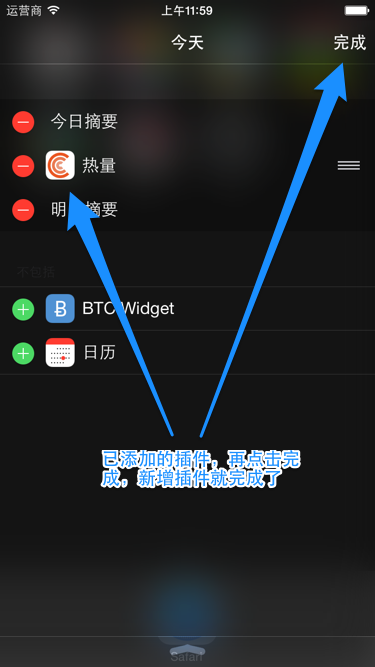 运营商 上午11:59
今天 完成
今日摘要
热量
明日摘要
不包括
BTC Widget
日历
已添加的插件，再点击完
成，新增插件就完成了
Safari